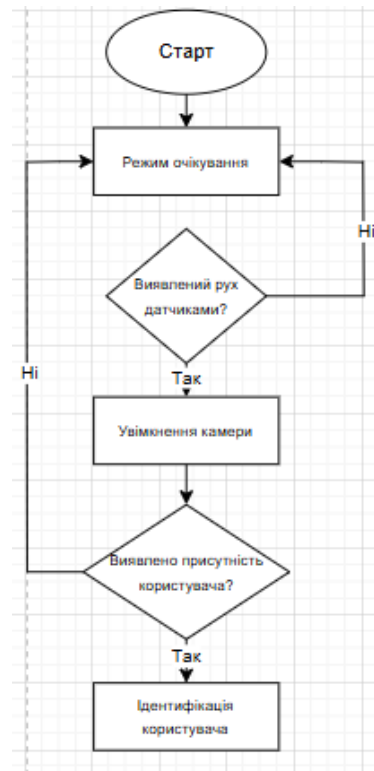 Старт
Режим очікування
Ні
Виявлений рух
датчиками?
Ні
Так
Увімкнення камери
Виявлено присутність
користувача?
Так
Ідентифікація
користувача